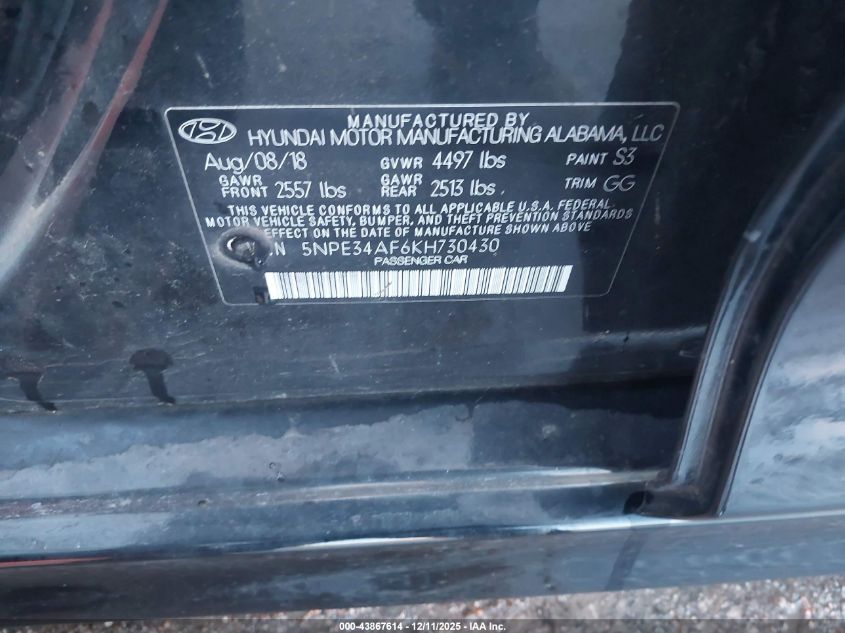 MANUFACTURED BY
HYUNDAI MOTOR MANUFACTURING ALABAMA, LLC
Aug/08/18 GVWR 4497 lbs PAINT S3
GAWR FRONT 2557 lbs GAWR REAR 2513 lbs TRIM GG
THIS VEHICLE CONFORMS TO ALL APPLICABLE U.S.A. FEDERAL
MOTOR VEHICLE SAFETY, BUMPER, AND THEFT PREVENTION STANDARDS
IN EFFECT ON THE DATE OF MANUFACTURE SHOWN ABOVE
5NPE34AF6KH730430
PASSENGER CAR
000-43867614 - 12/11/2025 - IAA Inc.